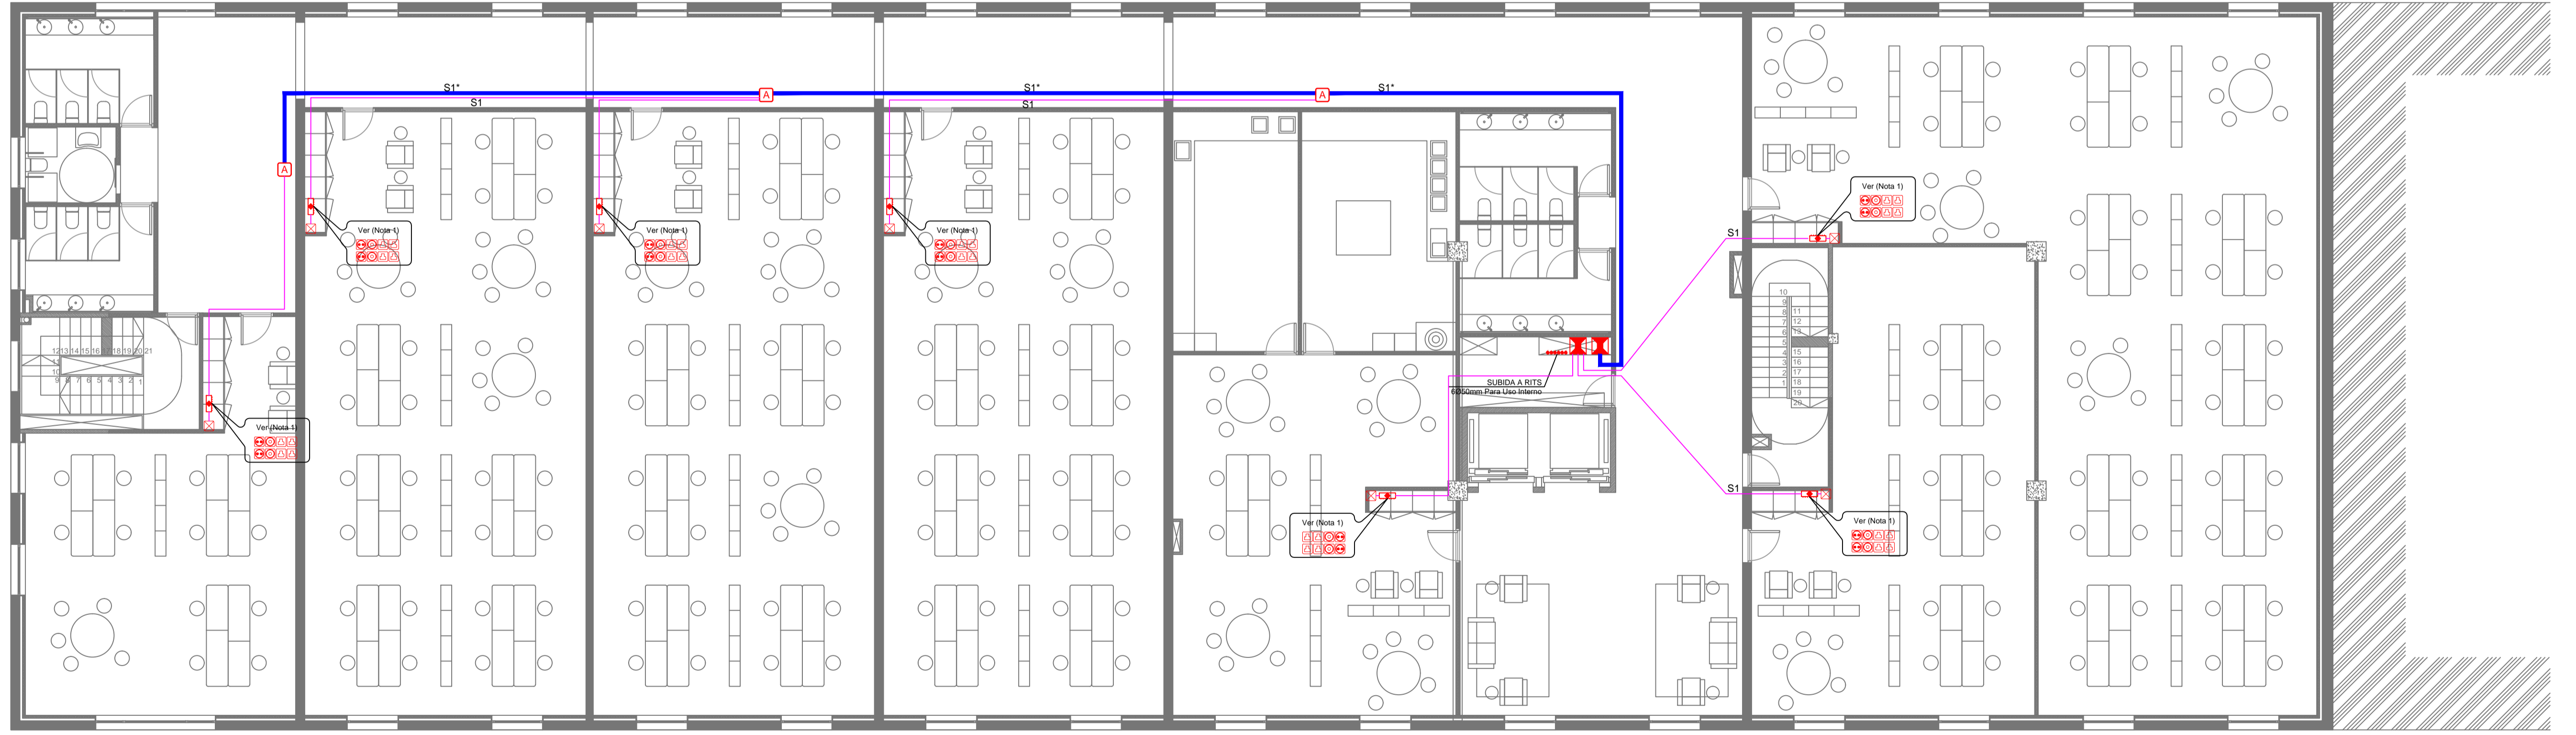 S1*
S1*
S1*
S1
S1
A
A
A
Ver (Nota 1)
Ver (Nota 1)
Ver (Nota 1)
Ver (Nota 1)
S1
10
9
8
7
6
5
4
3
2
1
11
12
13
15
16
17
18
19
20
12 13 14 15 16 17 18 19 20 21
11
10
9 8 7 6 5 4 3 2 1
SUBIDA A RITS
6Ø50mm Para Uso Interno
Ver (Nota 1)
S1
Ver (Nota 1)
Ver (Nota 1)